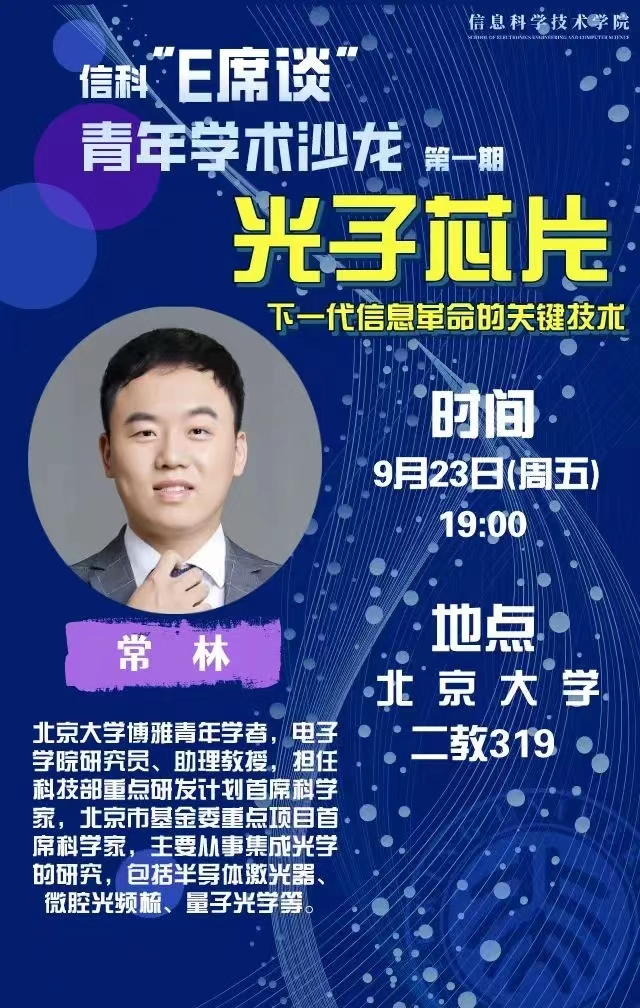 信息科学技术学院
SCHOOL OF ELECTRONICS ENGINEERING AND COMPUTER SCIENCE
信科“E席谈“
青年学术沙龙 第一期
光子芯片
下一代信息革命的关键技术
时间
9月23日(周五)
19:00
地点
北京大学
二教319
常 林
北京大学博雅青年学者，电子
学院研究员、助理教授，担任
科技部重点研发计划首席科学
家，北京市基金委重点项目首
席科学家，主要从事集成光学
的研究，包括半导体激光器、
微腔光频梳、量子光学等。